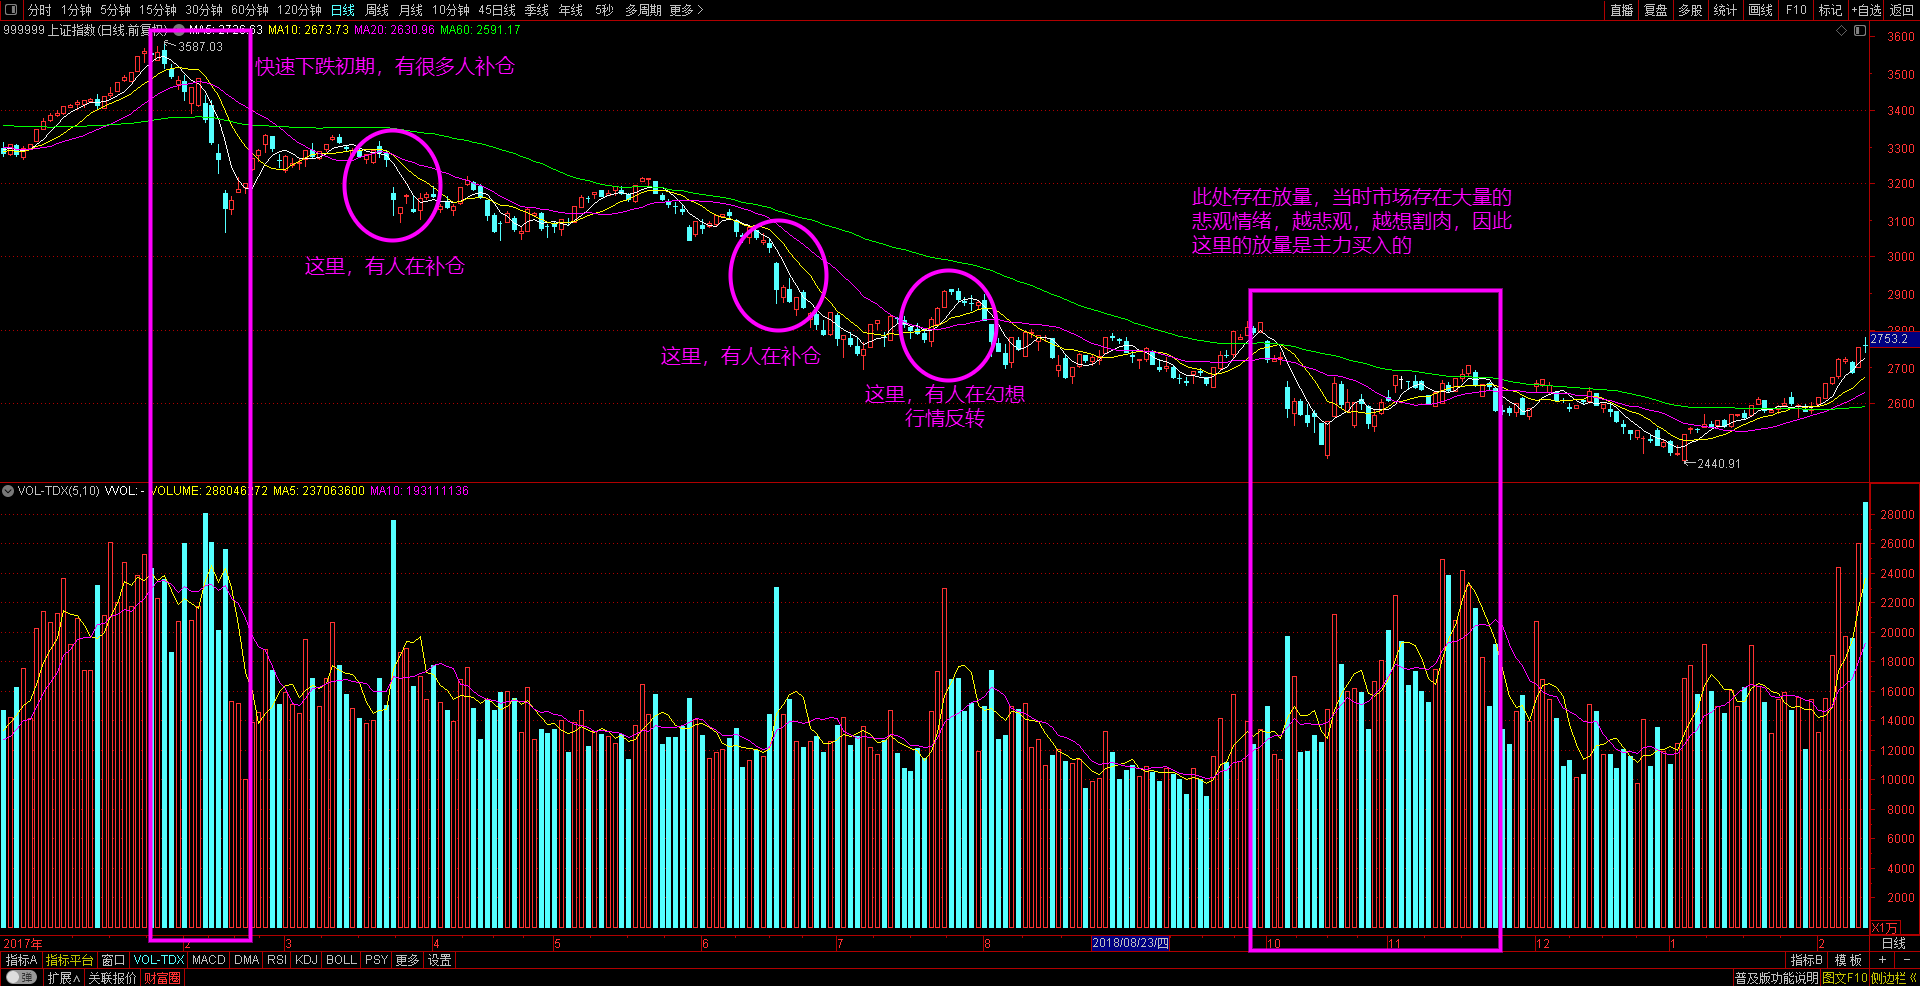 分时 1分钟 5分钟 15分钟 30分钟 60分钟 120分钟 日线 周线 月线 10分钟 45日线 季线 年线 5秒 多周期 更多 >
直播 复盘 多股 统计 画线 F10 标记 +自选 返回
999999 上证指数(日线.前复权) MA5: 2726.63 MA10: 2673.73 MA20: 2630.96 MA60: 2591.17
3587.03
快速下跌初期，有很多人补仓
这里，有人在补仓
这里，有人在补仓
这里，有人在幻想
行情反转
此处存在放量，当时市场存在大量的
悲观情绪，越悲观，越想割肉，因此
这里的放量是主力买入的
2440.91
3600
3500
3400
3300
3200
3100
3000
2900
2800
2753.2
2700
2600
VOL-TDX(5,10) VVOL: - VOLUME: 288046272 MA5: 237063600 MA10: 193111136
28000
26000
24000
22000
20000
18000
16000
14000
12000
10000
8000
6000
4000
2000
X1万
2017年 2 3 4 5 6 7 8 2018/08/23/四 10 11 12 1 2 日线
指标A 指标平台 窗口 VOL-TDX MACD DMA RSI KDJ BOLL PSY 更多 设置
指标B 模板 + -
弹 扩展∧ 关联报价 财富圈
普及版功能说明 图文F10 侧边栏《